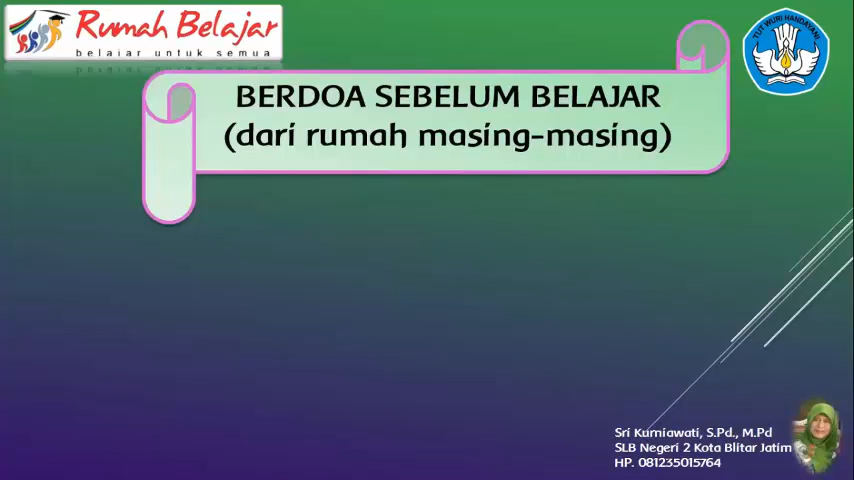 Rumah Belajar
belajar untuk semua
TUT WURI HANDAYANI
BERDOA SEBELUM BELAJAR
(dari rumah masing-masing)
Sri Kurniawati, S.Pd., M.Pd
SLB Negeri 2 Kota Blitar Jatim
HP. 081235015764